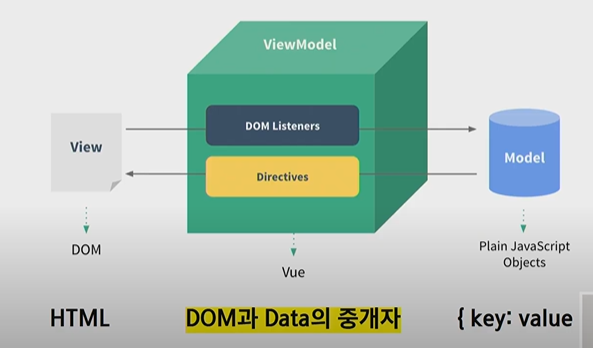 ViewModel
DOM Listeners
View
Model
Directives
DOM
Vue
Plain JavaScript
Objects
HTML
DOM과 Data의 중개자
{ key: value